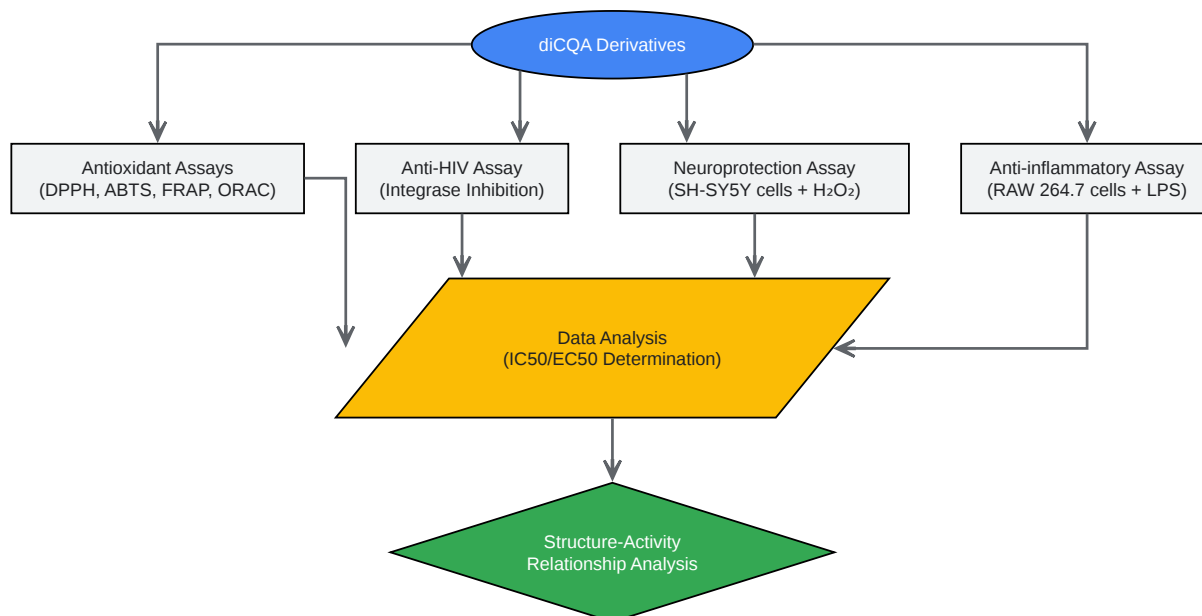 diCQA Derivatives
Antioxidant Assays
(DPPH, ABTS, FRAP, ORAC)
Anti-HIV Assay
(Integrase Inhibition)
Neuroprotection Assay
(SH-SY5Y cells + H₂O₂)
Anti-inflammatory Assay
(RAW 264.7 cells + LPS)
Data Analysis
(IC50/EC50 Determination)
Structure-Activity
Relationship Analysis